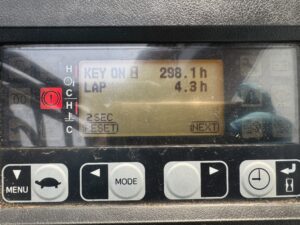 KEY ON 298.1h
LAP 4.3h
2SEC
(RESET) (NEXT)
H
C
H
C
MENU
MODE